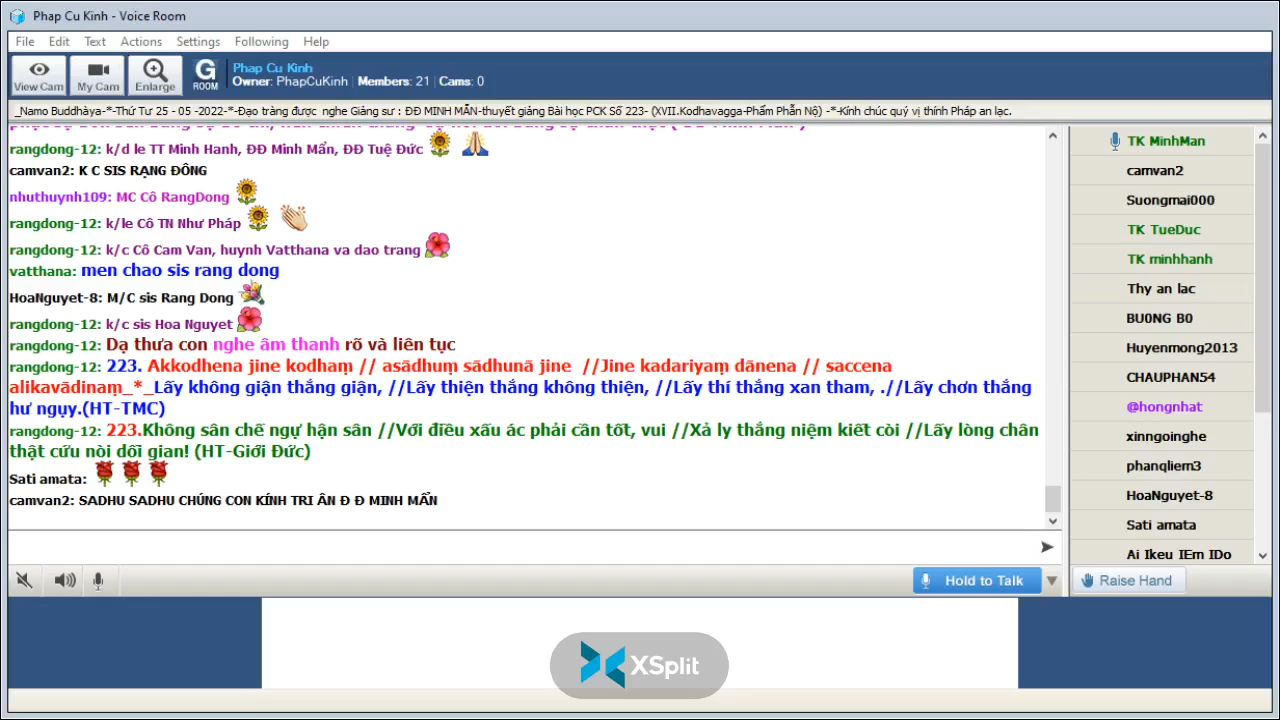 Phap Cu Kinh - Voice Room
File Edit Text Actions Settings Following Help
View Cam My Cam Enlarge G ROOM
Phap Cu Kinh
Owner: PhapCuKinh | Members: 21 | Cams: 0
_Namo Buddhàya-*-Thứ Tư 25 - 05 -2022-*-Đạo tràng được nghe Giảng sư : ĐĐ MINH MẪN-thuyết giảng Bài học PCK Số 223- (XVII.Kodhavagga-Phẩm Phẫn Nộ) -*-Kính chúc quý vị thính Pháp an lạc.
rangdong-12: k/d le TT Minh Hanh, ĐĐ Minh Mẩn, ĐĐ Tuệ Đức
camvan2: K C SIS RẠNG ĐÔNG
nhuthuynh109: MC Cô RangDong
rangdong-12: k/le Cô TN Như Pháp
rangdong-12: k/c Cô Cam Van, huynh Vatthana va dao trang
vatthana: men chao sis rang dong
HoaNguyet-8: M/C sis Rang Dong
rangdong-12: k/c sis Hoa Nguyet
rangdong-12: Dạ thưa con nghe âm thanh rõ và liên tục
rangdong-12: 223. Akkodhena jine kodhaṃ // asādhuṃ sādhunā jine //Jine kadariyaṃ dānena // saccena
alikavādinaṃ_*_Lấy không giận thắng giận, //Lấy thiện thắng không thiện, //Lấy thí thắng xan tham, .//Lấy chơn thắng
hư ngụy.(HT-TMC)
rangdong-12: 223.Không sân chế ngự hận sân //Với điều xấu ác phải cần tốt, vui //Xả ly thắng niệm kiết còi //Lấy lòng chân
thật cứu nòi dối gian! (HT-Giới Đức)
Sati amata:
camvan2: SADHU SADHU CHÚNG CON KÍNH TRI ÂN Đ Đ MINH MẨN
TK MinhMan
camvan2
Suongmai000
TK TueDuc
TK minhhanh
Thy an lac
BU0NG B0
Huyenmong2013
CHAUPHAN54
@hongnhat
xinngoinghe
phanqliem3
HoaNguyet-8
Sati amata
Ai Ikeu IEm IDo
Hold to Talk
Raise Hand
XSplit